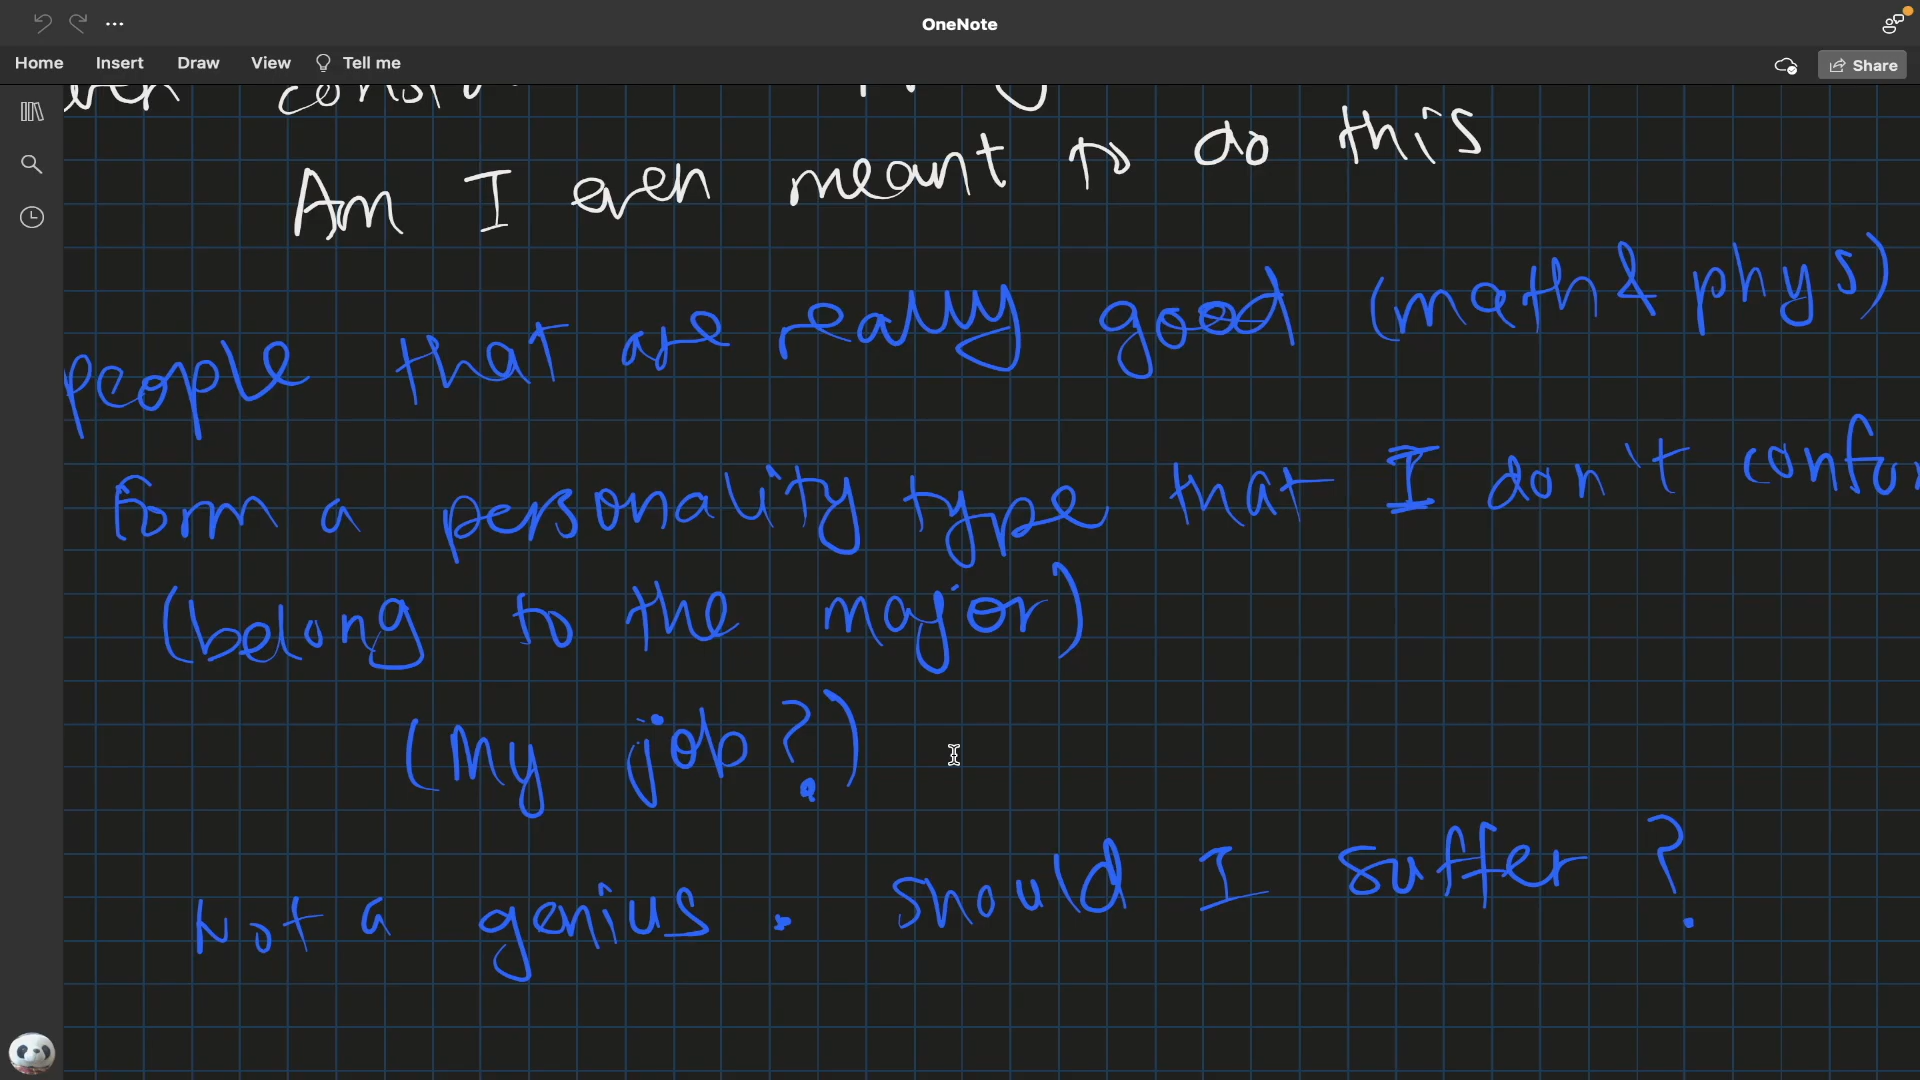 OneNote
Home Insert Draw View Tell me
Share
Am I even meant to do this
people that are really good (math & phys)
form a personality type that I don't
(belong to the major)
(my job?)
Not a genius. should I suffer?